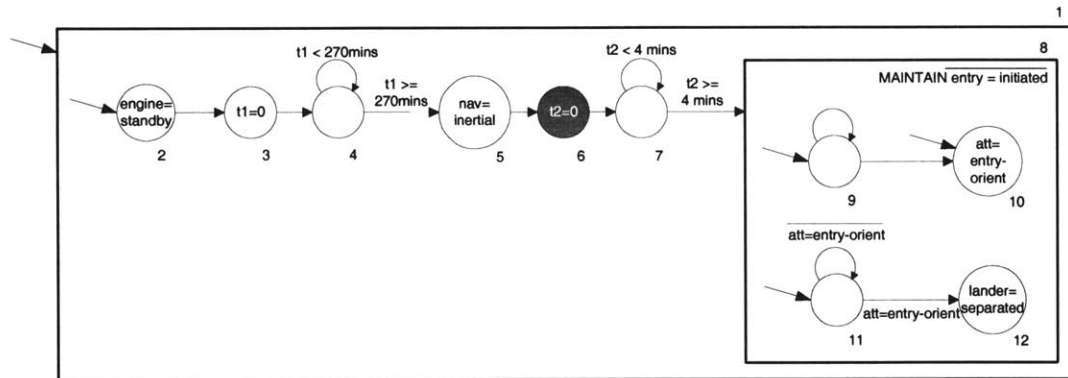 1
8
t1 < 270mins
t2 < 4 mins
MAINTAIN entry = initiated
engine=
standby
t1=0
t1 >=
270mins
nav=
inertial
t2=0
t2 >=
4 mins
2
3
4
5
6
7
att=
entry-
orient
9
10
att=entry-orient
lander=
separated
att=entry-orient
11
12